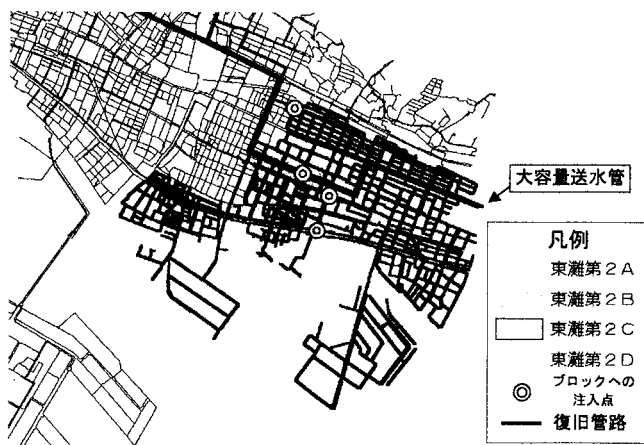 大容量送水管
凡例
東灘第2A
東灘第2B
東灘第2C
東灘第2D
ブロックへの
注入点
復旧管路